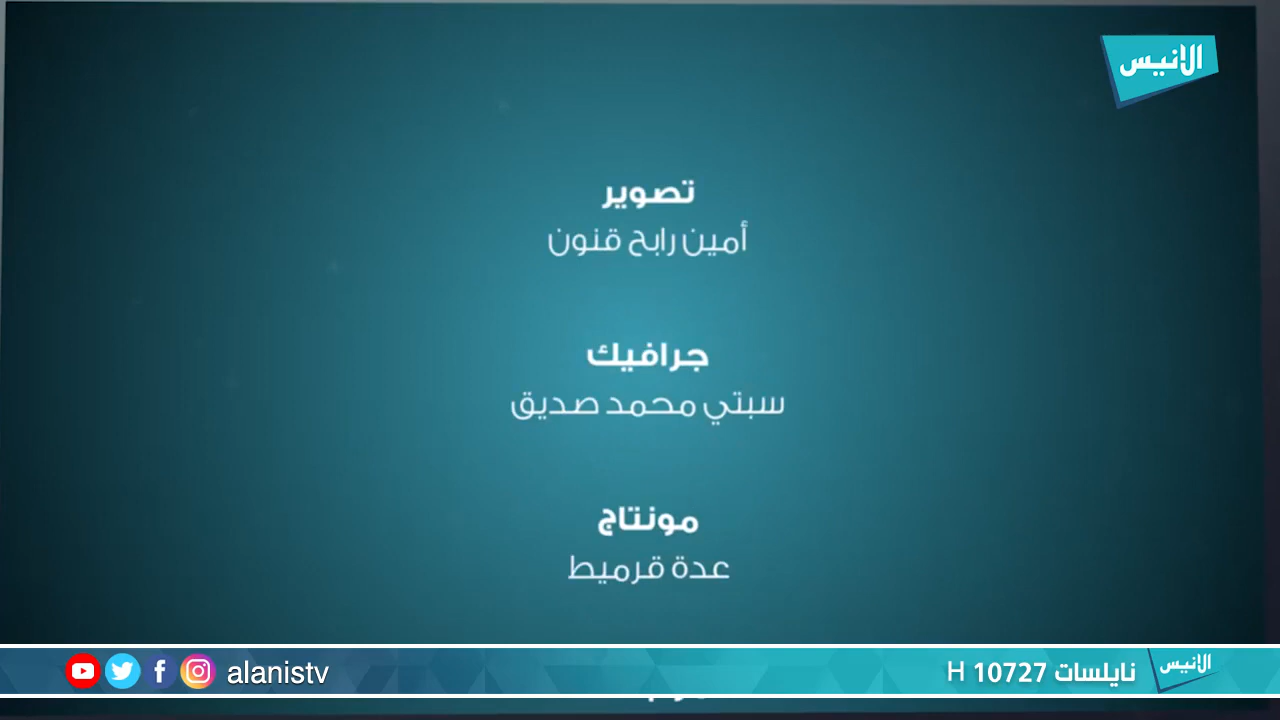 الانيس
تصوير
أمين رابح قنون
جرافيك
سبتي محمد صديق
مونتاج
عدة قرميط
alanistv
نايلسات 10727 H
الانيس